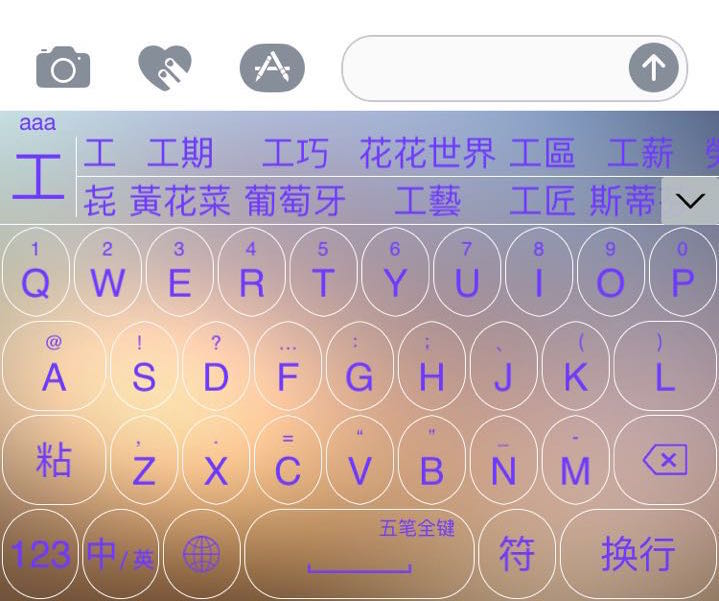 aaa
工 工 工期 工巧 花花世界 工區 工薪
㐂 黃花菜 葡萄牙 工藝 工匠 斯蒂
1 2 3 4 5 6 7 8 9 0
Q W E R T Y U I O P
@ ! ? … : ; 、 ( )
A S D F G H J K L
, . = “ ” _ -
粘 Z X C V B N M
五笔全键
123 中/英 符 换行